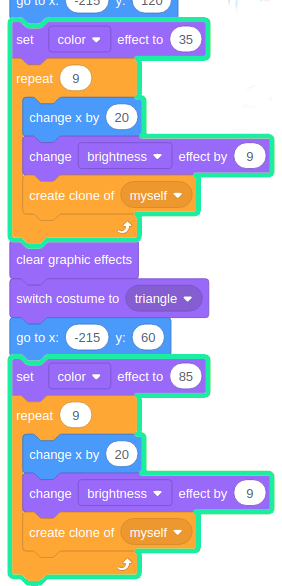 go to x: -215 y: 120
set color effect to 35
repeat 9
change x by 20
change brightness effect by 9
create clone of myself
clear graphic effects
switch costume to triangle
go to x: -215 y: 60
set color effect to 85
repeat 9
change x by 20
change brightness effect by 9
create clone of myself